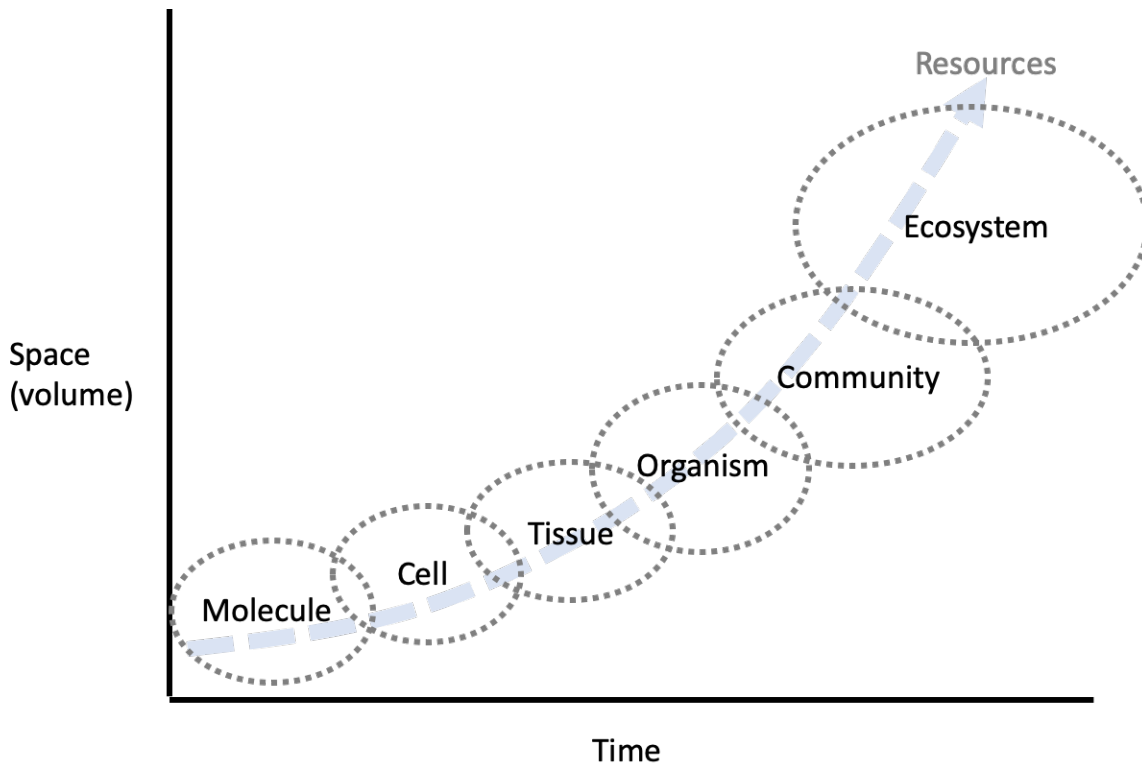 Resources
Ecosystem
Space
(volume)
Community
Organism
Tissue
Cell
Molecule
Time